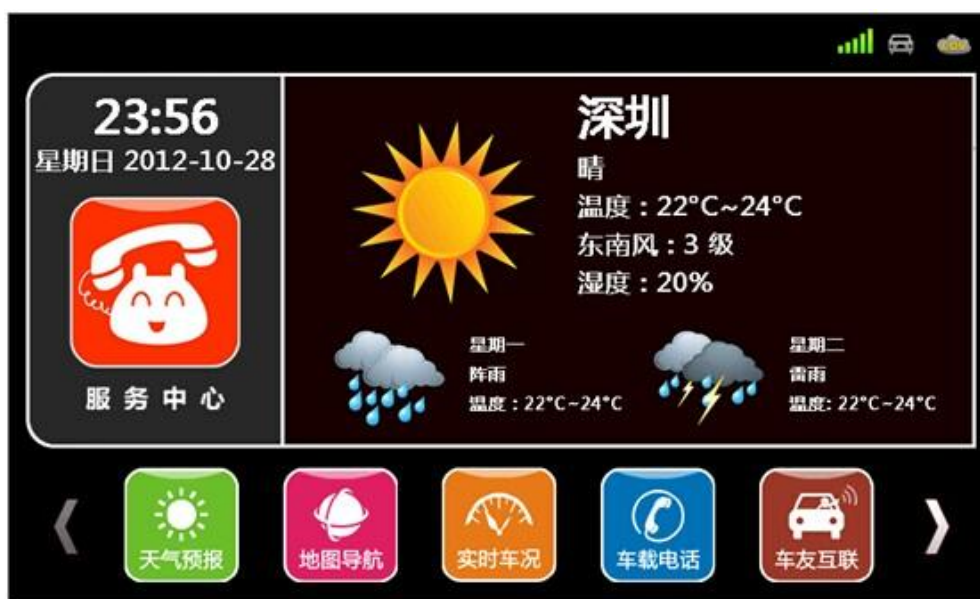 23:56
星期日 2012-10-28
服务中心
深圳
晴
温度：22°C~24°C
东南风：3 级
湿度：20%
星期一
阵雨
温度：22°C~24°C
星期二
雷雨
温度: 22°C~24°C
天气预报
地图导航
实时车况
车载电话
车友互联